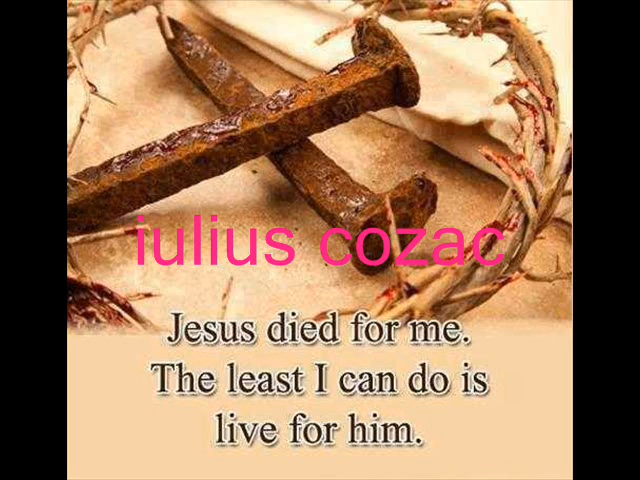 iulius cozac
Jesus died for me.
The least I can do is
live for him.